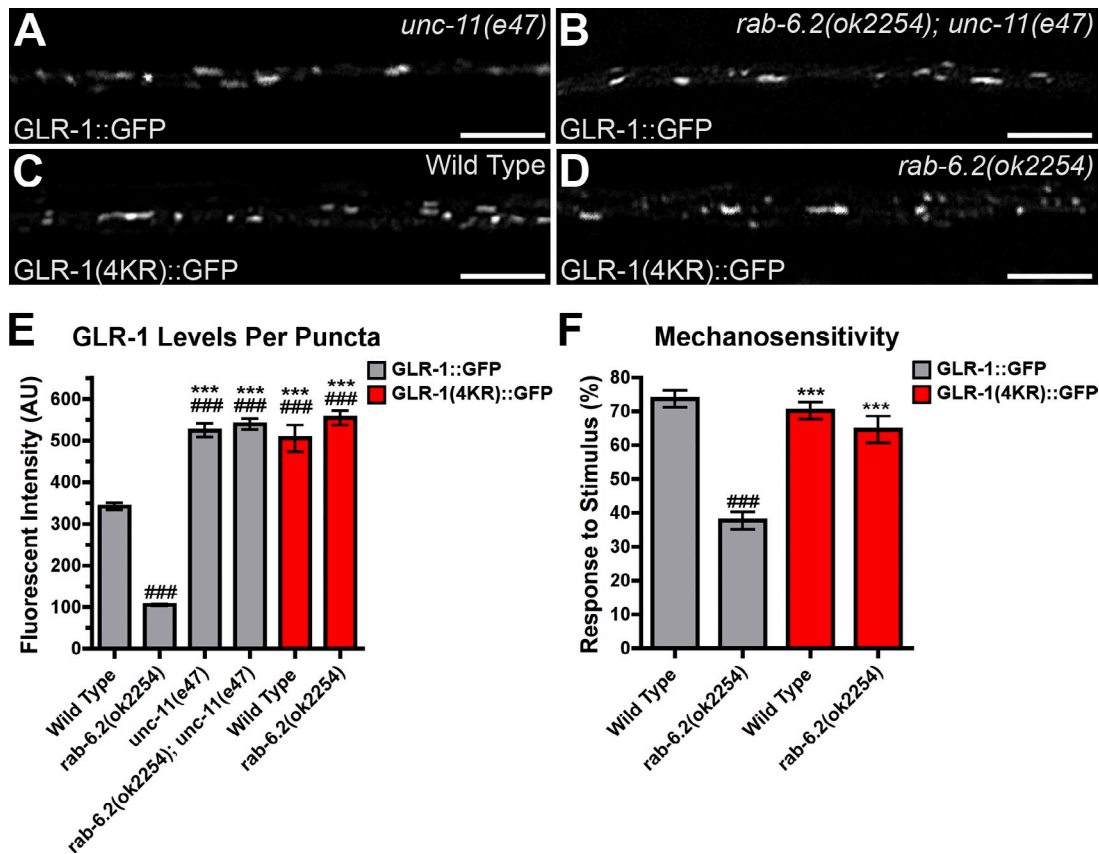 A
unc-11(e47)
GLR-1::GFP
B
rab-6.2(ok2254); unc-11(e47)
GLR-1::GFP
C
Wild Type
GLR-1(4KR)::GFP
D
rab-6.2(ok2254)
GLR-1(4KR)::GFP
E
GLR-1 Levels Per Puncta
GLR-1::GFP
GLR-1(4KR)::GFP
Fluorescent Intensity (AU)
600
500
400
300
200
100
0
###
***
###
***
###
***
###
***
###
Wild Type
rab-6.2(ok2254)
unc-11(e47)
rab-6.2(ok2254); unc-11(e47)
Wild Type
rab-6.2(ok2254)
F
Mechanosensitivity
GLR-1::GFP
GLR-1(4KR)::GFP
Response to Stimulus (%)
80
70
60
50
40
30
20
10
0
###
***
***
Wild Type
rab-6.2(ok2254)
Wild Type
rab-6.2(ok2254)